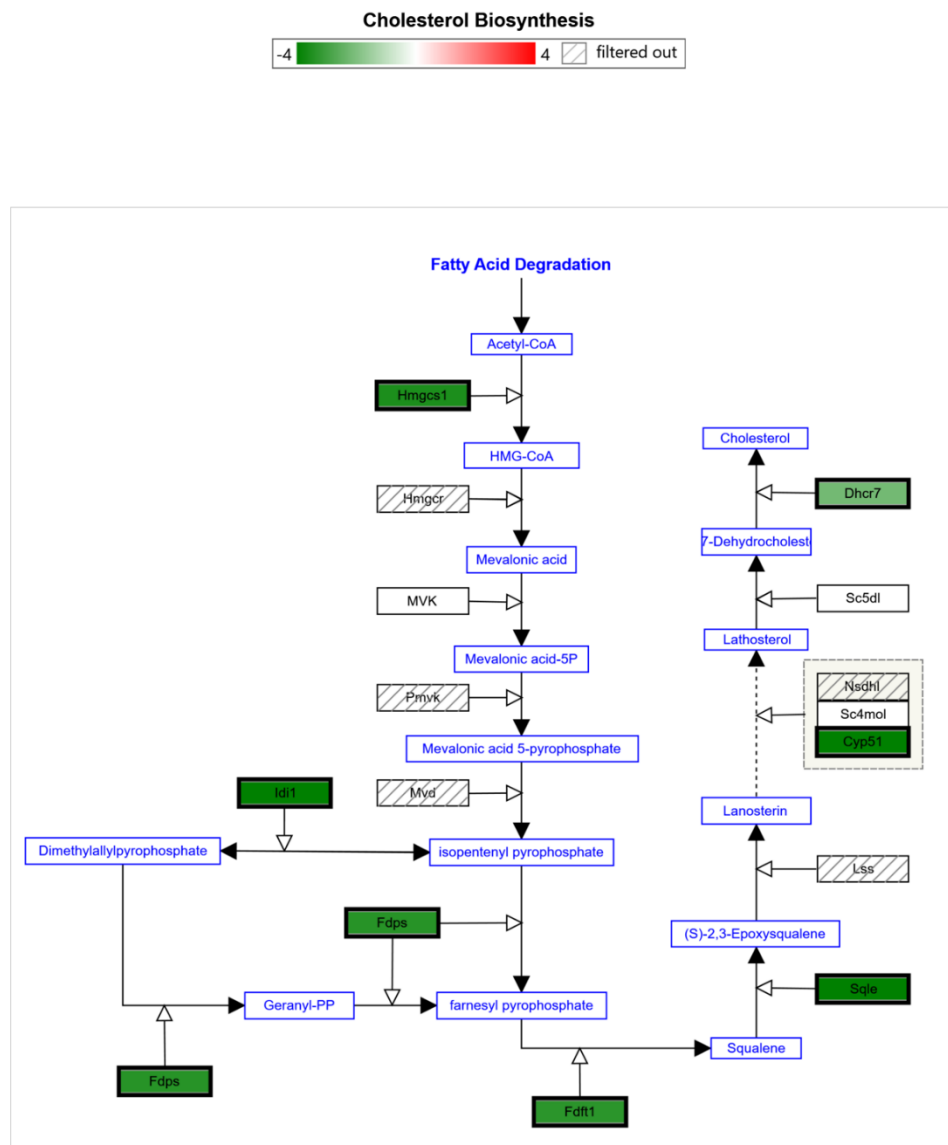 Cholesterol Biosynthesis
-4 4 filtered out
Fatty Acid Degradation
Acetyl-CoA
Hmgcs1
HMG-CoA
Hmgcr
Mevalonic acid
MVK
Mevalonic acid-5P
Pmvk
Mevalonic acid 5-pyrophosphate
Mvd
Idi1
Dimethylallylpyrophosphate
isopentenyl pyrophosphate
Fdps
Geranyl-PP
farnesyl pyrophosphate
Fdps
Fdft1
Cholesterol
Dhcr7
7-Dehydrocholest
Sc5dl
Lathosterol
Nsdhl
Sc4mol
Cyp51
Lanosterin
Lss
(S)-2,3-Epoxysqualene
Sqle
Squalene